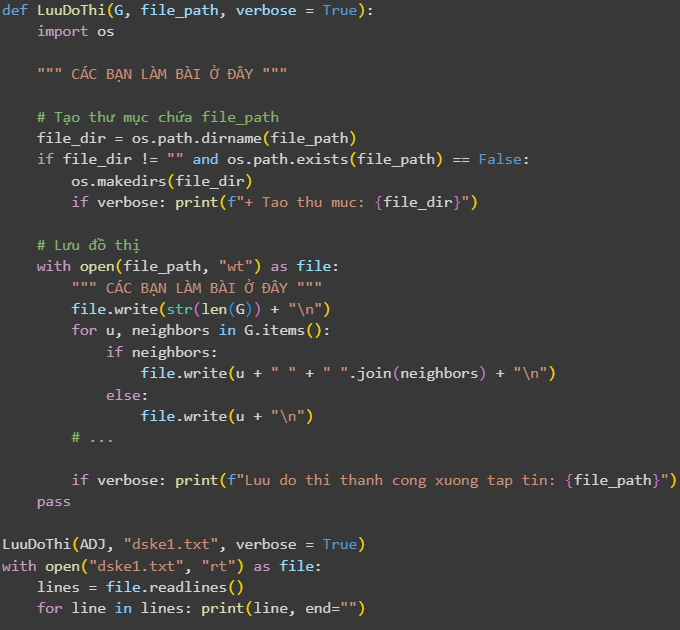 def LuuDoThi(G, file_path, verbose = True):
    import os

    """ CÁC BẠN LÀM BÀI Ở ĐÂY """

    # Tạo thư mục chứa file_path
    file_dir = os.path.dirname(file_path)
    if file_dir != "" and os.path.exists(file_path) == False:
        os.makedirs(file_dir)
        if verbose: print(f"+ Tao thu muc: {file_dir}")

    # Lưu đồ thị
    with open(file_path, "wt") as file:
        """ CÁC BẠN LÀM BÀI Ở ĐÂY """
        file.write(str(len(G)) + "\n")
        for u, neighbors in G.items():
            if neighbors:
                file.write(u + " " + " ".join(neighbors) + "\n")
            else:
                file.write(u + "\n")
        # ...

        if verbose: print(f"Luu do thi thanh cong xuong tap tin: {file_path}")
    pass

LuuDoThi(ADJ, "dske1.txt", verbose = True)
with open("dske1.txt", "rt") as file:
    lines = file.readlines()
    for line in lines: print(line, end="")